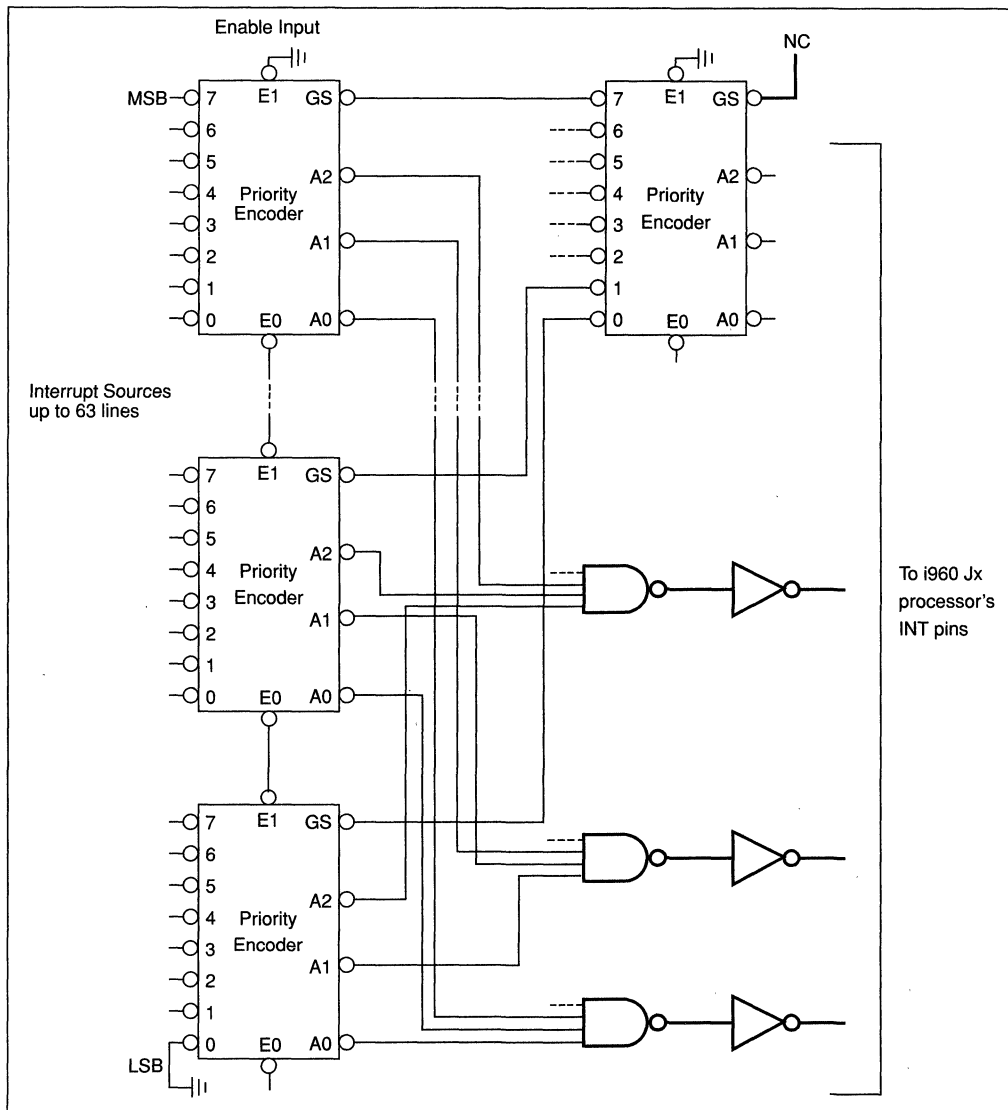 Enable Input
NC
MSB
7 E1 GS
6
5
A2
4 Priority
Encoder
3
A1
2
1
0 E0 A0
7 E1 GS
6
5
A2
4 Priority
3 Encoder
A1
2
1
0 E0 A0
Interrupt Sources
up to 63 lines
7 E1 GS
6
5
A2
4 Priority
3 Encoder
A1
2
1
0 E0 A0
To i960 Jx
processor's
INT pins
7 E1 GS
6
5
A2
4 Priority
3 Encoder
A1
2
1
0 E0 A0
LSB